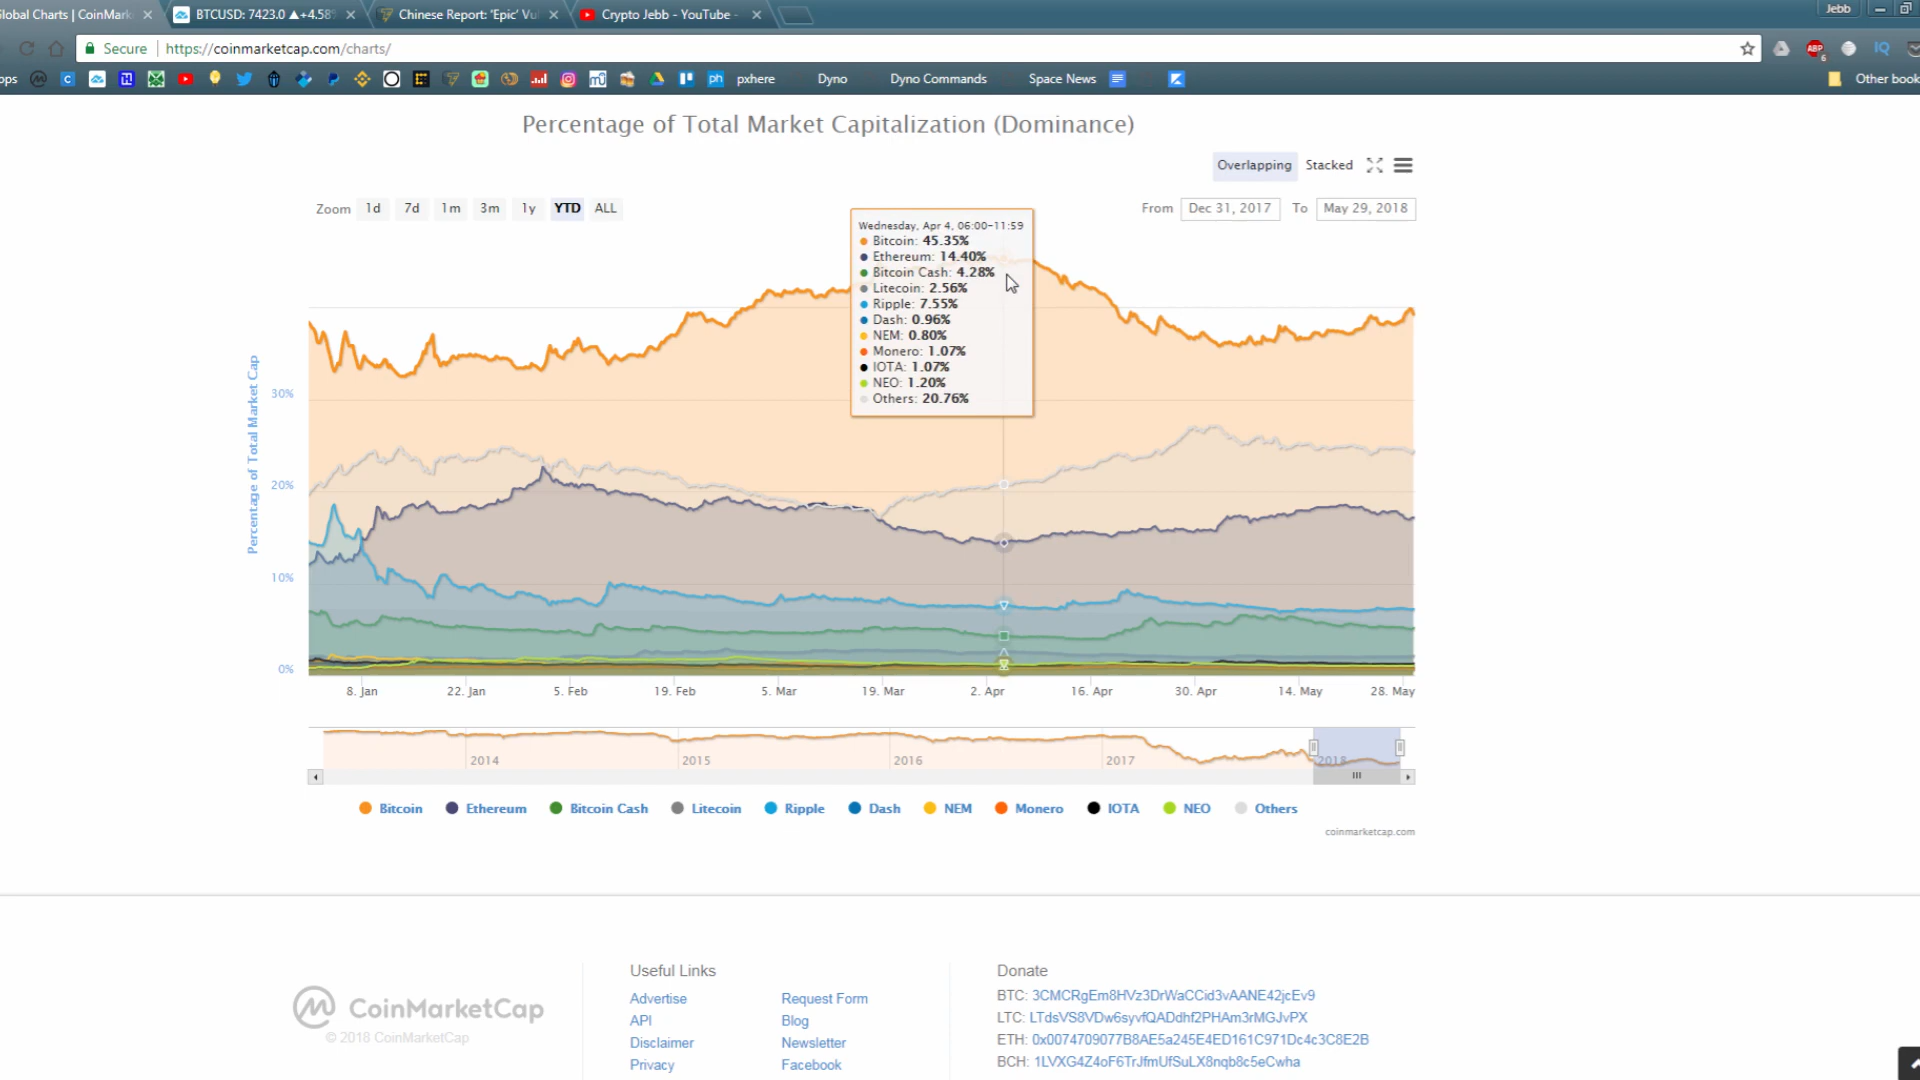 Global Charts | CoinMark
BTCUSD: 7423.0 ▲+4.58%
Chinese Report: 'Epic' Vul
Crypto Jebb - YouTube -
Jebb
Secure
https://coinmarketcap.com/charts/
ABP
6
IQ
pps
pxhere
Dyno
Dyno Commands
Space News
Other book
Percentage of Total Market Capitalization (Dominance)
Overlapping
Stacked
Zoom
1d
7d
1m
3m
1y
YTD
ALL
From
Dec 31, 2017
To
May 29, 2018
Wednesday, Apr 4, 06:00-11:59
Bitcoin: 45.35%
Ethereum: 14.40%
Bitcoin Cash: 4.28%
Litecoin: 2.56%
Ripple: 7.55%
Dash: 0.96%
NEM: 0.80%
Monero: 1.07%
IOTA: 1.07%
NEO: 1.20%
Others: 20.76%
Percentage of Total Market Cap
30%
20%
10%
0%
8. Jan
22. Jan
5. Feb
19. Feb
5. Mar
19. Mar
2. Apr
16. Apr
30. Apr
14. May
28. May
2014
2015
2016
2017
2018
Bitcoin
Ethereum
Bitcoin Cash
Litecoin
Ripple
Dash
NEM
Monero
IOTA
NEO
Others
coinmarketcap.com
CoinMarketCap
© 2018 CoinMarketCap
Useful Links
Advertise
Request Form
API
Blog
Disclaimer
Newsletter
Privacy
Facebook
Donate
BTC: 3CMCRgEm8HVz3DrWaCCid3vAANE42jcEv9
LTC: LTdsVS8VDw6syvfQADdhf2PHAm3rMGJvPX
ETH: 0x0074709077B8AE5a245E4ED161C971Dc4c3C8E2B
BCH: 1LVXG4Z4oF6TrJfmUfSuLX8nqb8c5eCwha